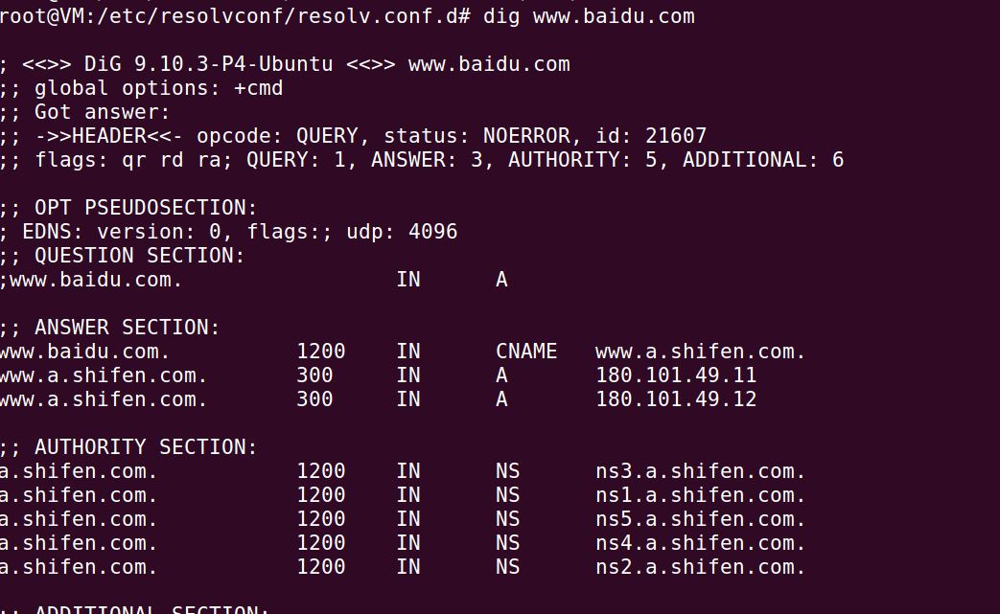 root@VM:/etc/resolvconf/resolv.conf.d# dig www.baidu.com
; <<>> DiG 9.10.3-P4-Ubuntu <<>> www.baidu.com
;; global options: +cmd
;; Got answer:
;; ->>HEADER<<- opcode: QUERY, status: NOERROR, id: 21607
;; flags: qr rd ra; QUERY: 1, ANSWER: 3, AUTHORITY: 5, ADDITIONAL: 6
;; OPT PSEUDOSECTION:
; EDNS: version: 0, flags:; udp: 4096
;; QUESTION SECTION:
;www.baidu.com. IN A
;; ANSWER SECTION:
www.baidu.com. 1200 IN CNAME www.a.shifen.com.
www.a.shifen.com. 300 IN A 180.101.49.11
www.a.shifen.com. 300 IN A 180.101.49.12
;; AUTHORITY SECTION:
a.shifen.com. 1200 IN NS ns3.a.shifen.com.
a.shifen.com. 1200 IN NS ns1.a.shifen.com.
a.shifen.com. 1200 IN NS ns5.a.shifen.com.
a.shifen.com. 1200 IN NS ns4.a.shifen.com.
a.shifen.com. 1200 IN NS ns2.a.shifen.com.
;; ADDITIONAL SECTION: